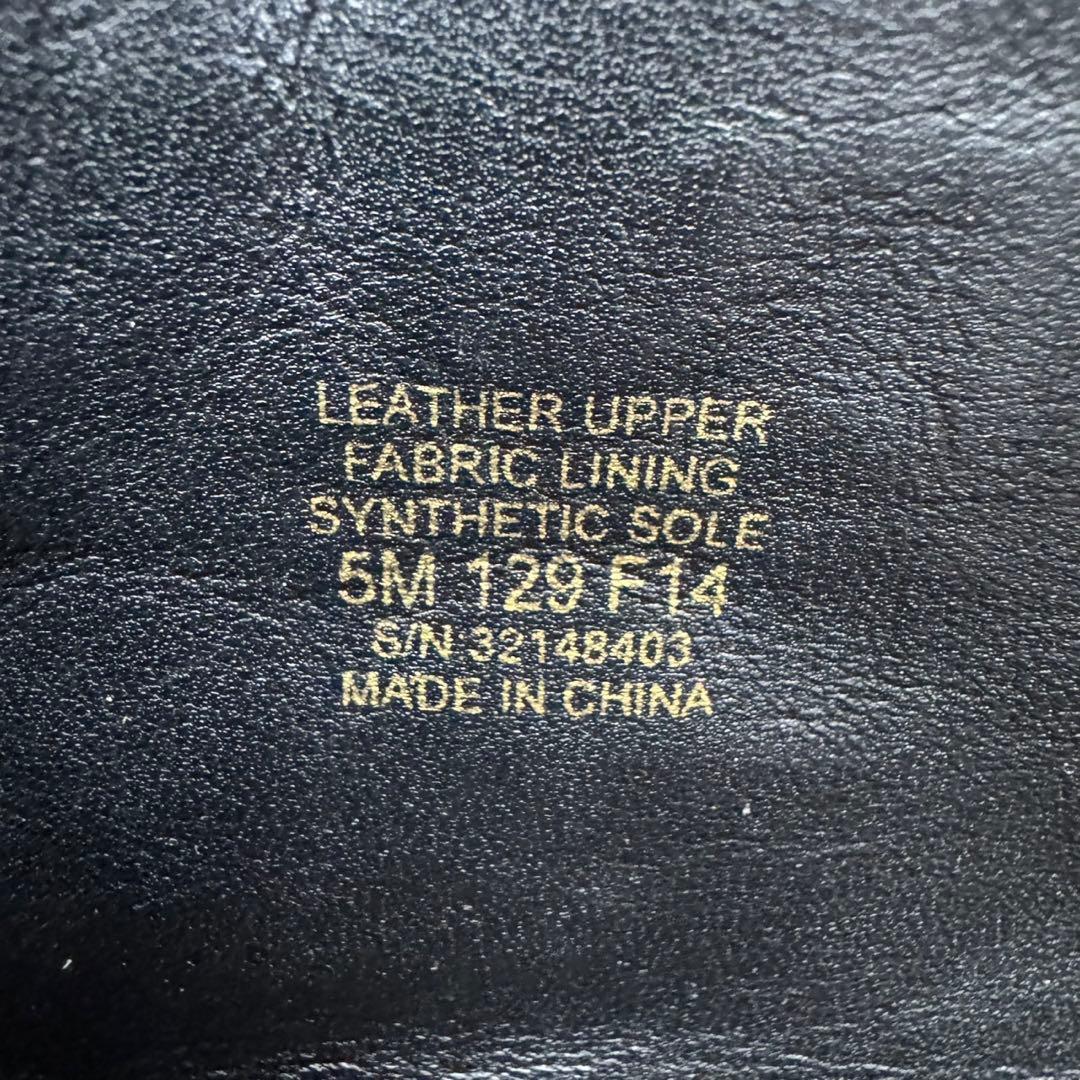 LEATHER UPPER
FABRIC LINING
SYNTHETIC SOLE
5M 129 F14
S/N:32148403
MADE IN CHINA